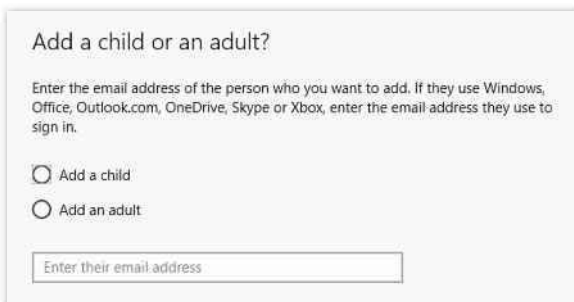 Add a child or an adult?
Enter the email address of the person who you want to add. If they use Windows,
Office, Outlook.com, OneDrive, Skype or Xbox, enter the email address they use to
sign in.
Add a child
Add an adult
Enter their email address